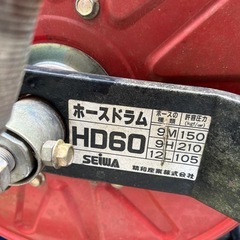 ホースドラム
HD60
SEIWA
ホースの種類 許容圧力
9M 150
9H 210
12L 105
精和産業株式会社